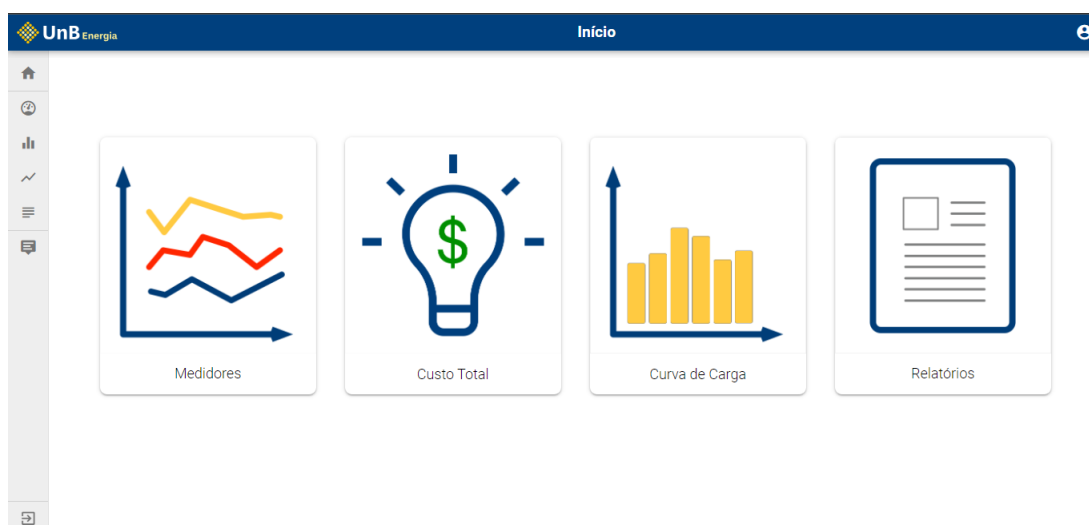 UnB Energia
Início
Medidores
Custo Total
$
Curva de Carga
Relatórios